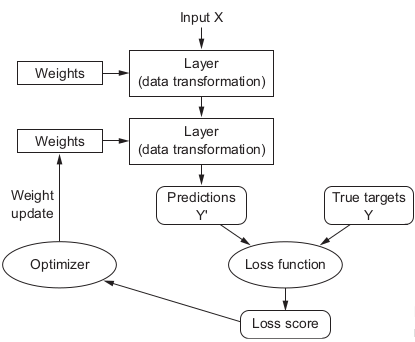 Input X
Layer
(data transformation)
Weights
Layer
(data transformation)
Weights
Weight
update
Predictions
Y'
True targets
Y
Optimizer
Loss function
Loss score